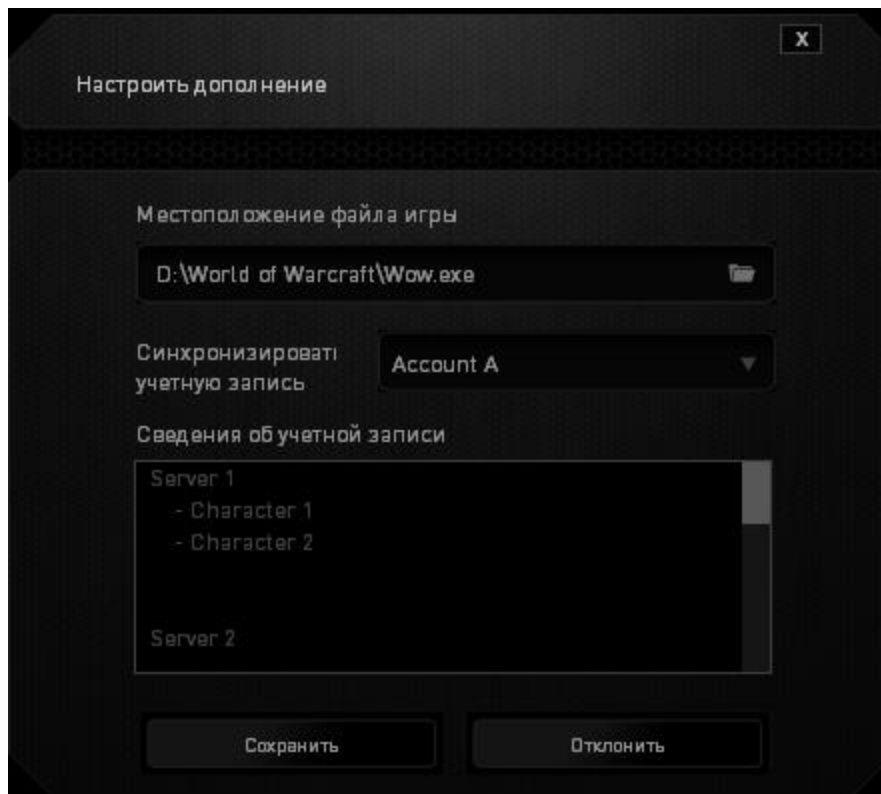 X
Настроить дополнение
Местоположение файла игры
D:\World of Warcraft\Wow.exe
Синхронизировать
учетную запись
Account A
Сведения об учетной записи
Server 1
- Character 1
- Character 2
Server 2
Сохранить
Отклонить